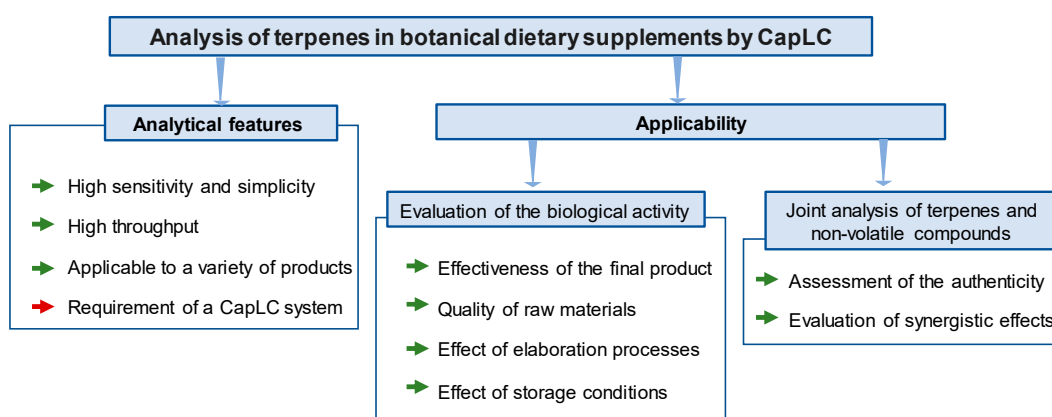 Analysis of terpenes in botanical dietary supplements by CapLC
Analytical features
High sensitivity and simplicity
High throughput
Applicable to a variety of products
Requirement of a CapLC system
Applicability
Evaluation of the biological activity
Effectiveness of the final product
Quality of raw materials
Effect of elaboration processes
Effect of storage conditions
Joint analysis of terpenes and
non-volatile compounds
Assessment of the authenticity
Evaluation of synergistic effects